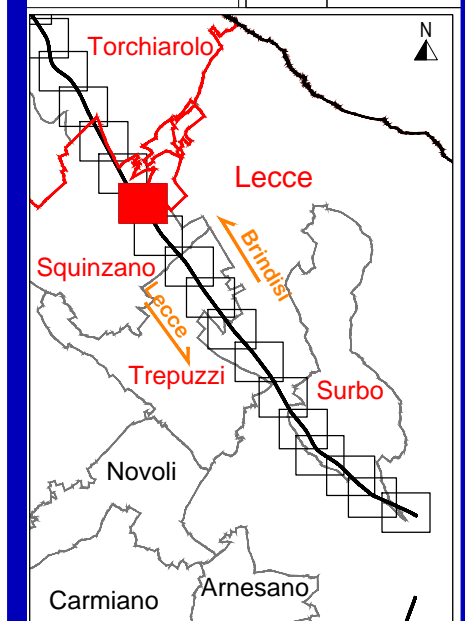 N
Torchiarolo
Lecce
Brindisi
Squinzano
Lecce
Trepuzzi
Surbo
Novoli
Arnesano
Carmiano